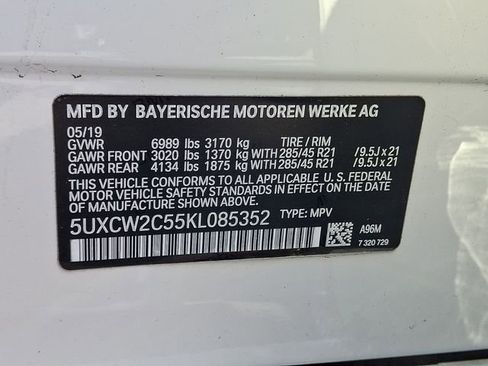 MFD BY BAYERISCHE MOTOREN WERKE AG
05/19
GVWR 6989 lbs 3170 kg TIRE / RIM
GAWR FRONT 3020 lbs 1370 kg WITH 285/45 R21 /9.5J x 21
GAWR REAR 4134 lbs 1875 kg WITH 285/45 R21 /9.5J x 21
THIS VEHICLE CONFORMS TO ALL APPLICABLE U.S. FEDERAL
MOTOR VEHICLE SAFETY STANDARDS IN EFFECT ON THE DATE
OF MANUFACTURE SHOWN ABOVE.
5UXCW2C55KL085352 TYPE: MPV
A96M
7 320 729